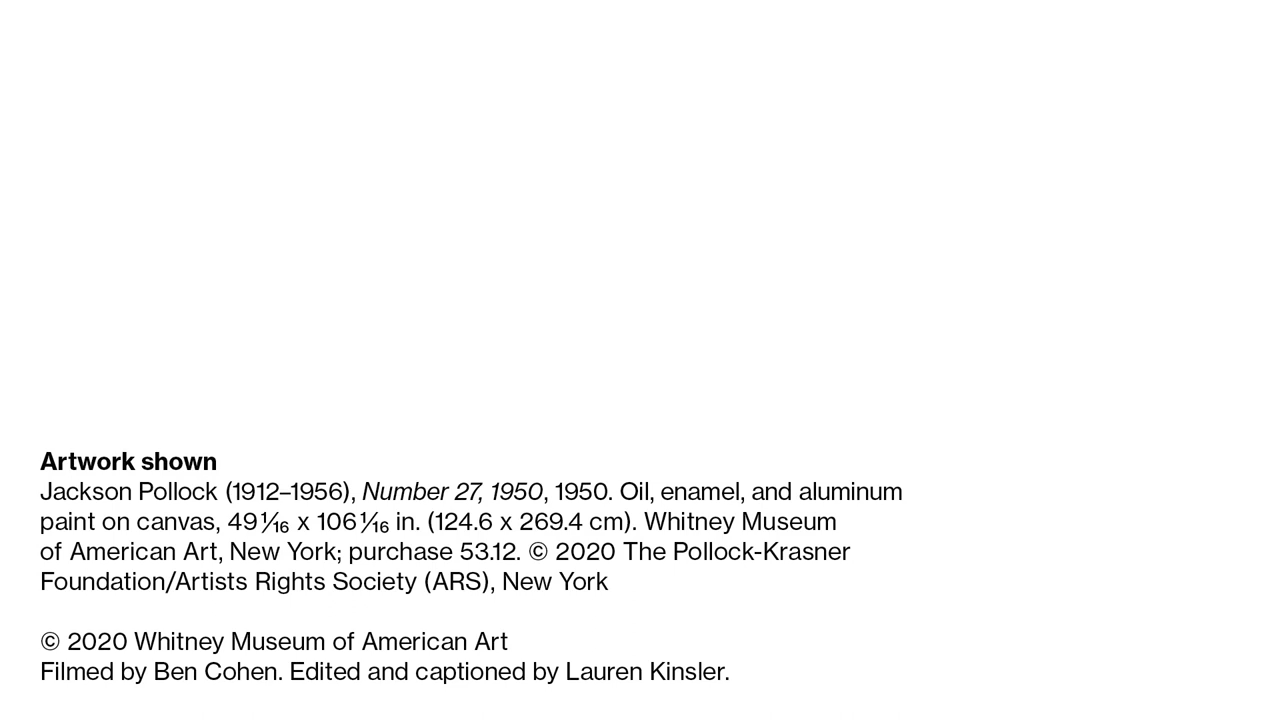 Artwork shown
Jackson Pollock (1912–1956), Number 27, 1950, 1950. Oil, enamel, and aluminum
paint on canvas, 49 1⁄16 x 106 1⁄16 in. (124.6 x 269.4 cm). Whitney Museum
of American Art, New York; purchase 53.12. © 2020 The Pollock-Krasner
Foundation/Artists Rights Society (ARS), New York
© 2020 Whitney Museum of American Art
Filmed by Ben Cohen. Edited and captioned by Lauren Kinsler.